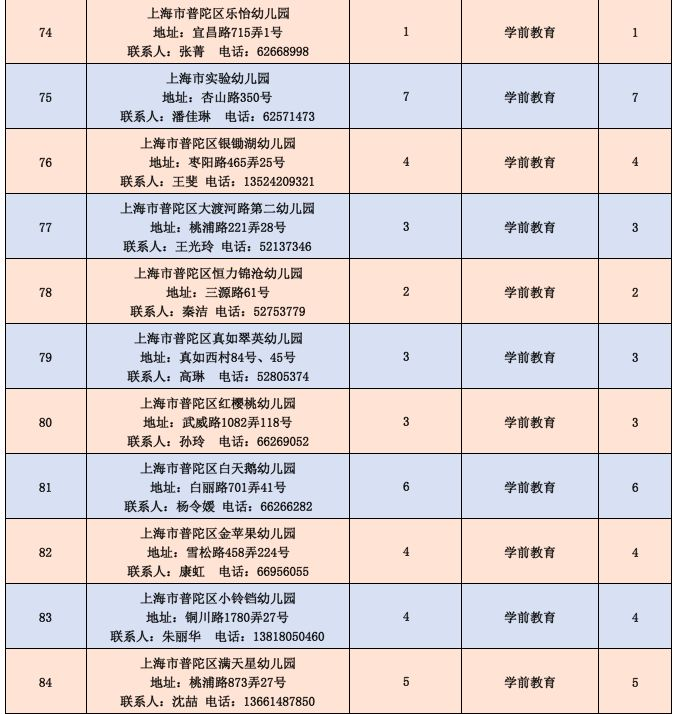 74
上海市普陀区乐怡幼儿园
地址：宜昌路715弄1号
联系人：张菁 电话：62668998
1
学前教育
1
75
上海市实验幼儿园
地址：杏山路350号
联系人：潘佳琳 电话：62571473
7
学前教育
7
76
上海市普陀区银锄湖幼儿园
地址：枣阳路465弄25号
联系人：王斐 电话：13524209321
4
学前教育
4
77
上海市普陀区大渡河路第二幼儿园
地址：桃浦路221弄28号
联系人：王光玲 电话：52137346
3
学前教育
3
78
上海市普陀区恒力锦沧幼儿园
地址：三源路61号
联系人：秦洁 电话：52753779
2
学前教育
2
79
上海市普陀区真如翠英幼儿园
地址：真如西村84号、45号
联系人：高琳 电话：52805374
3
学前教育
3
80
上海市普陀区红樱桃幼儿园
地址：武威路1082弄118号
联系人：孙玲 电话：66269052
3
学前教育
3
81
上海市普陀区白天鹅幼儿园
地址：白丽路701弄41号
联系人：杨令媛 电话：66266282
6
学前教育
6
82
上海市普陀区金苹果幼儿园
地址：雪松路458弄224号
联系人：康虹 电话：66956055
4
学前教育
4
83
上海市普陀区小铃铛幼儿园
地址：铜川路1780弄27号
联系人：朱丽华 电话：13818050460
4
学前教育
4
84
上海市普陀区满天星幼儿园
地址：桃浦路873弄27号
联系人：沈喆 电话：13661487850
5
学前教育
5